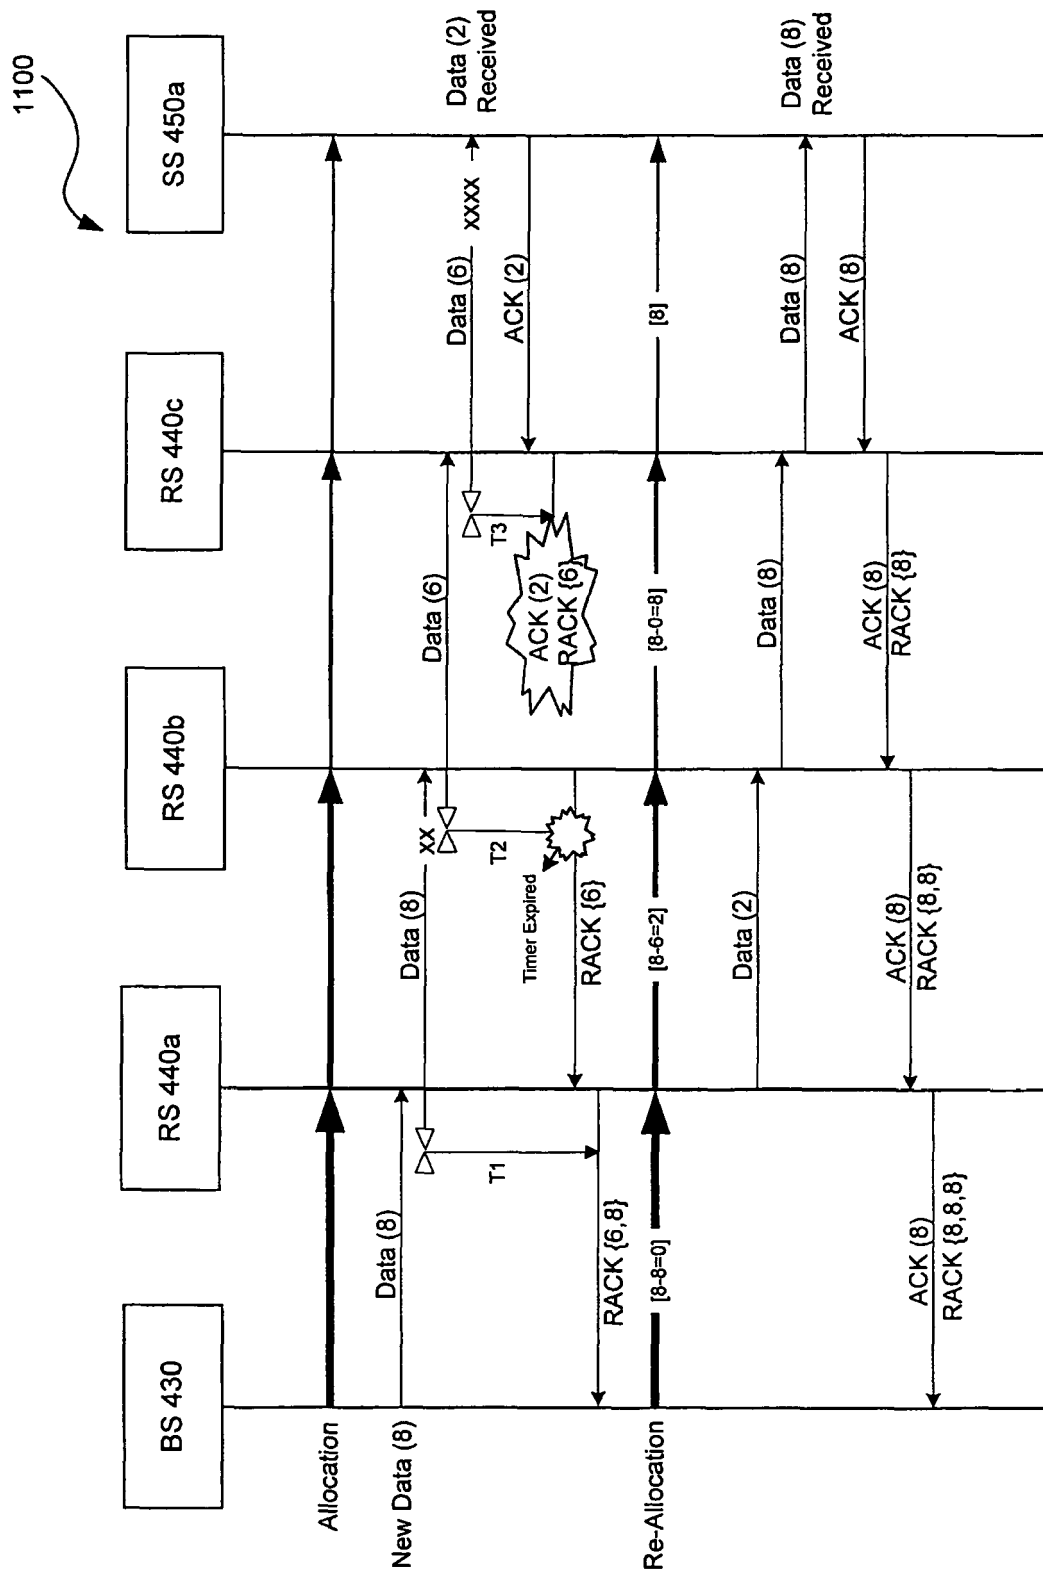 1100
BS 430
RS 440a
RS 440b
RS 440c
SS 450a
Allocation
New Data (8)
Data (8)
Data (8)
XX
Data (6)
Data (6)
XXXX
Data (2)
Received
T1
T2
T3
ACK (2)
ACK (2)
RACK {6}
Timer Expired
RACK {6}
RACK {6,8}
Re-Allocation
[8-8=0]
[8-6=2]
[8-0=8]
[8]
Data (2)
Data (8)
Data (8)
Data (8)
Received
ACK (8)
ACK (8)
RACK {8}
ACK (8)
RACK {8,8}
ACK (8)
RACK {8,8,8}